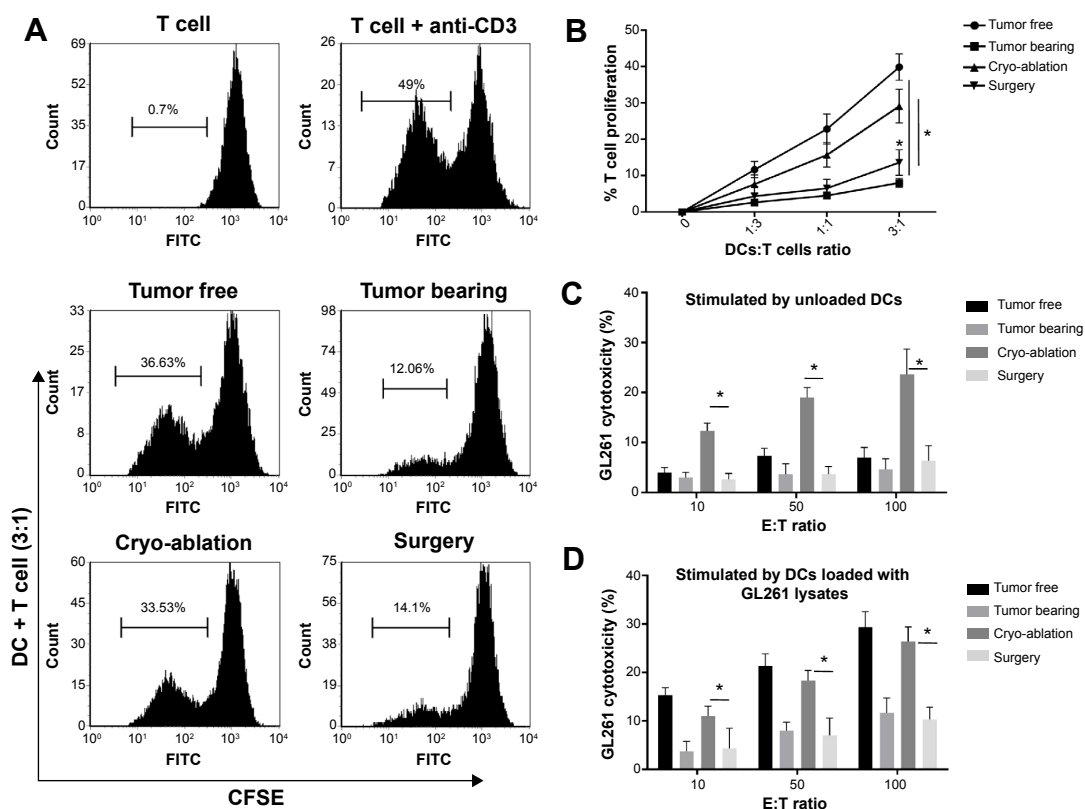 A
T cell
69
52
35
17
0
Count
0.7%
10⁰ 10¹ 10² 10³ 10⁴
FITC
T cell + anti-CD3
26
20
13
7
0
Count
49%
10⁰ 10¹ 10² 10³ 10⁴
FITC
Tumor free
33
25
17
8
0
Count
36.63%
10⁰ 10¹ 10² 10³ 10⁴
FITC
Tumor bearing
98
74
49
25
0
Count
12.06%
10⁰ 10¹ 10² 10³ 10⁴
FITC
Cryo-ablation
60
45
30
15
0
Count
33.53%
10⁰ 10¹ 10² 10³ 10⁴
FITC
Surgery
75
56
38
19
0
Count
14.1%
10⁰ 10¹ 10² 10³ 10⁴
FITC
DC + T cell (3:1)
CFSE
B
50
40
30
20
10
0
% T cell proliferation
0 1:3 1:1 3:1
DCs:T cells ratio
*
*
Tumor free
Tumor bearing
Cryo-ablation
Surgery
C
Stimulated by unloaded DCs
40
30
20
10
0
GL261 cytotoxicity (%)
* * *
10 50 100
E:T ratio
Tumor free
Tumor bearing
Cryo-ablation
Surgery
D
Stimulated by DCs loaded with
GL261 lysates
40
30
20
10
0
GL261 cytotoxicity (%)
* * *
10 50 100
E:T ratio
Tumor free
Tumor bearing
Cryo-ablation
Surgery